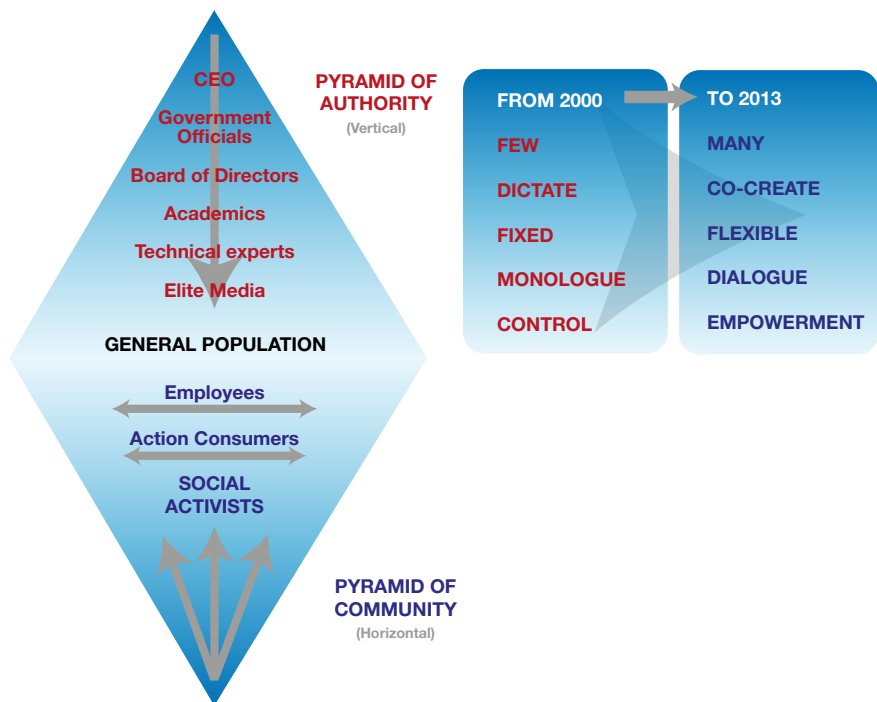 CEO
Government
Officials
Board of Directors
Academics
Technical experts
Elite Media
GENERAL POPULATION
Employees
Action Consumers
SOCIAL
ACTIVISTS
PYRAMID OF
AUTHORITY
(Vertical)
PYRAMID OF
COMMUNITY
(Horizontal)
FROM 2000
FEW
DICTATE
FIXED
MONOLOGUE
CONTROL
TO 2013
MANY
CO-CREATE
FLEXIBLE
DIALOGUE
EMPOWERMENT